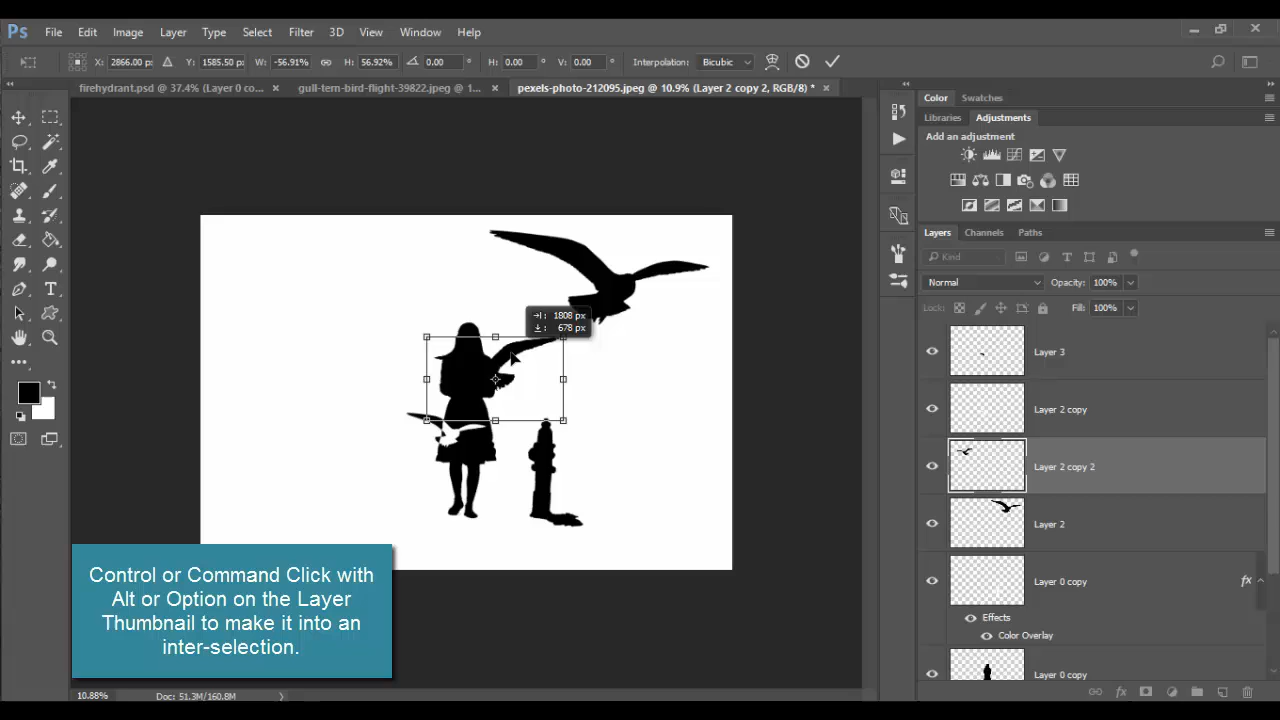 Ps File Edit Image Layer Type Select Filter 3D View Window Help
X: 2866.00 px Y: 1585.50 px W: -56.91% H: 56.92% 0.00 ° H: 0.00 ° V: 0.00 ° Interpolation: Bicubic
firehydrant.psd @ 37.4% (Layer 0 co... × gull-tern-bird-flight-39822.jpeg @ 1... × pexels-photo-212095.jpeg @ 10.9% (Layer 2 copy 2, RGB/8) * ×
Color Swatches
Libraries Adjustments
Add an adjustment
Layers Channels Paths
Kind
Normal Opacity: 100%
Lock: Fill: 100%
Layer 3
Layer 2 copy
Layer 2 copy 2
Layer 2
Layer 0 copy fx
Effects
Color Overlay
Layer 0 copy
fx
→|: 1808 px
↓: 678 px
Control or Command Click with
Alt or Option on the Layer
Thumbnail to make it into an
inter-selection.
10.88% Doc: 51.3M/160.8M